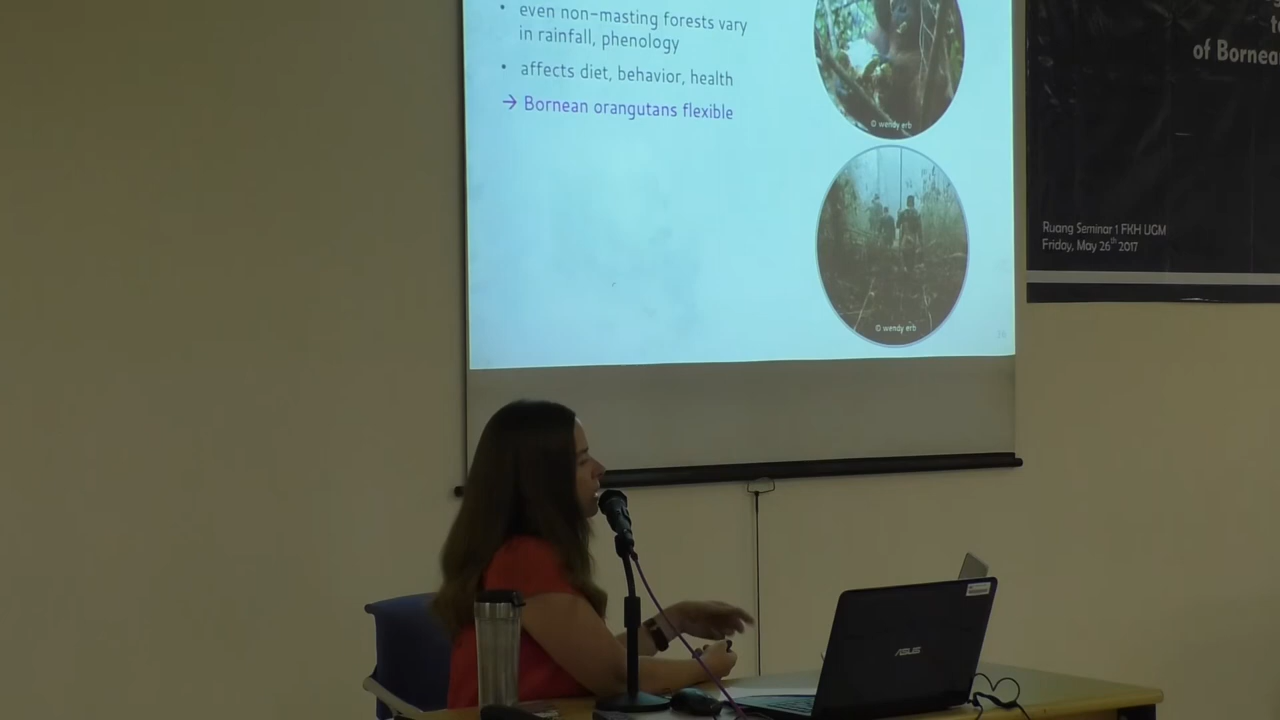 • even non-masting forests vary
in rainfall, phenology
• affects diet, behavior, health
→ Bornean orangutans flexible
© wendy erb
© wendy erb
of Bornea
Ruang Seminar 1 FKH UGM
Friday, May 26th 2017
ASUS